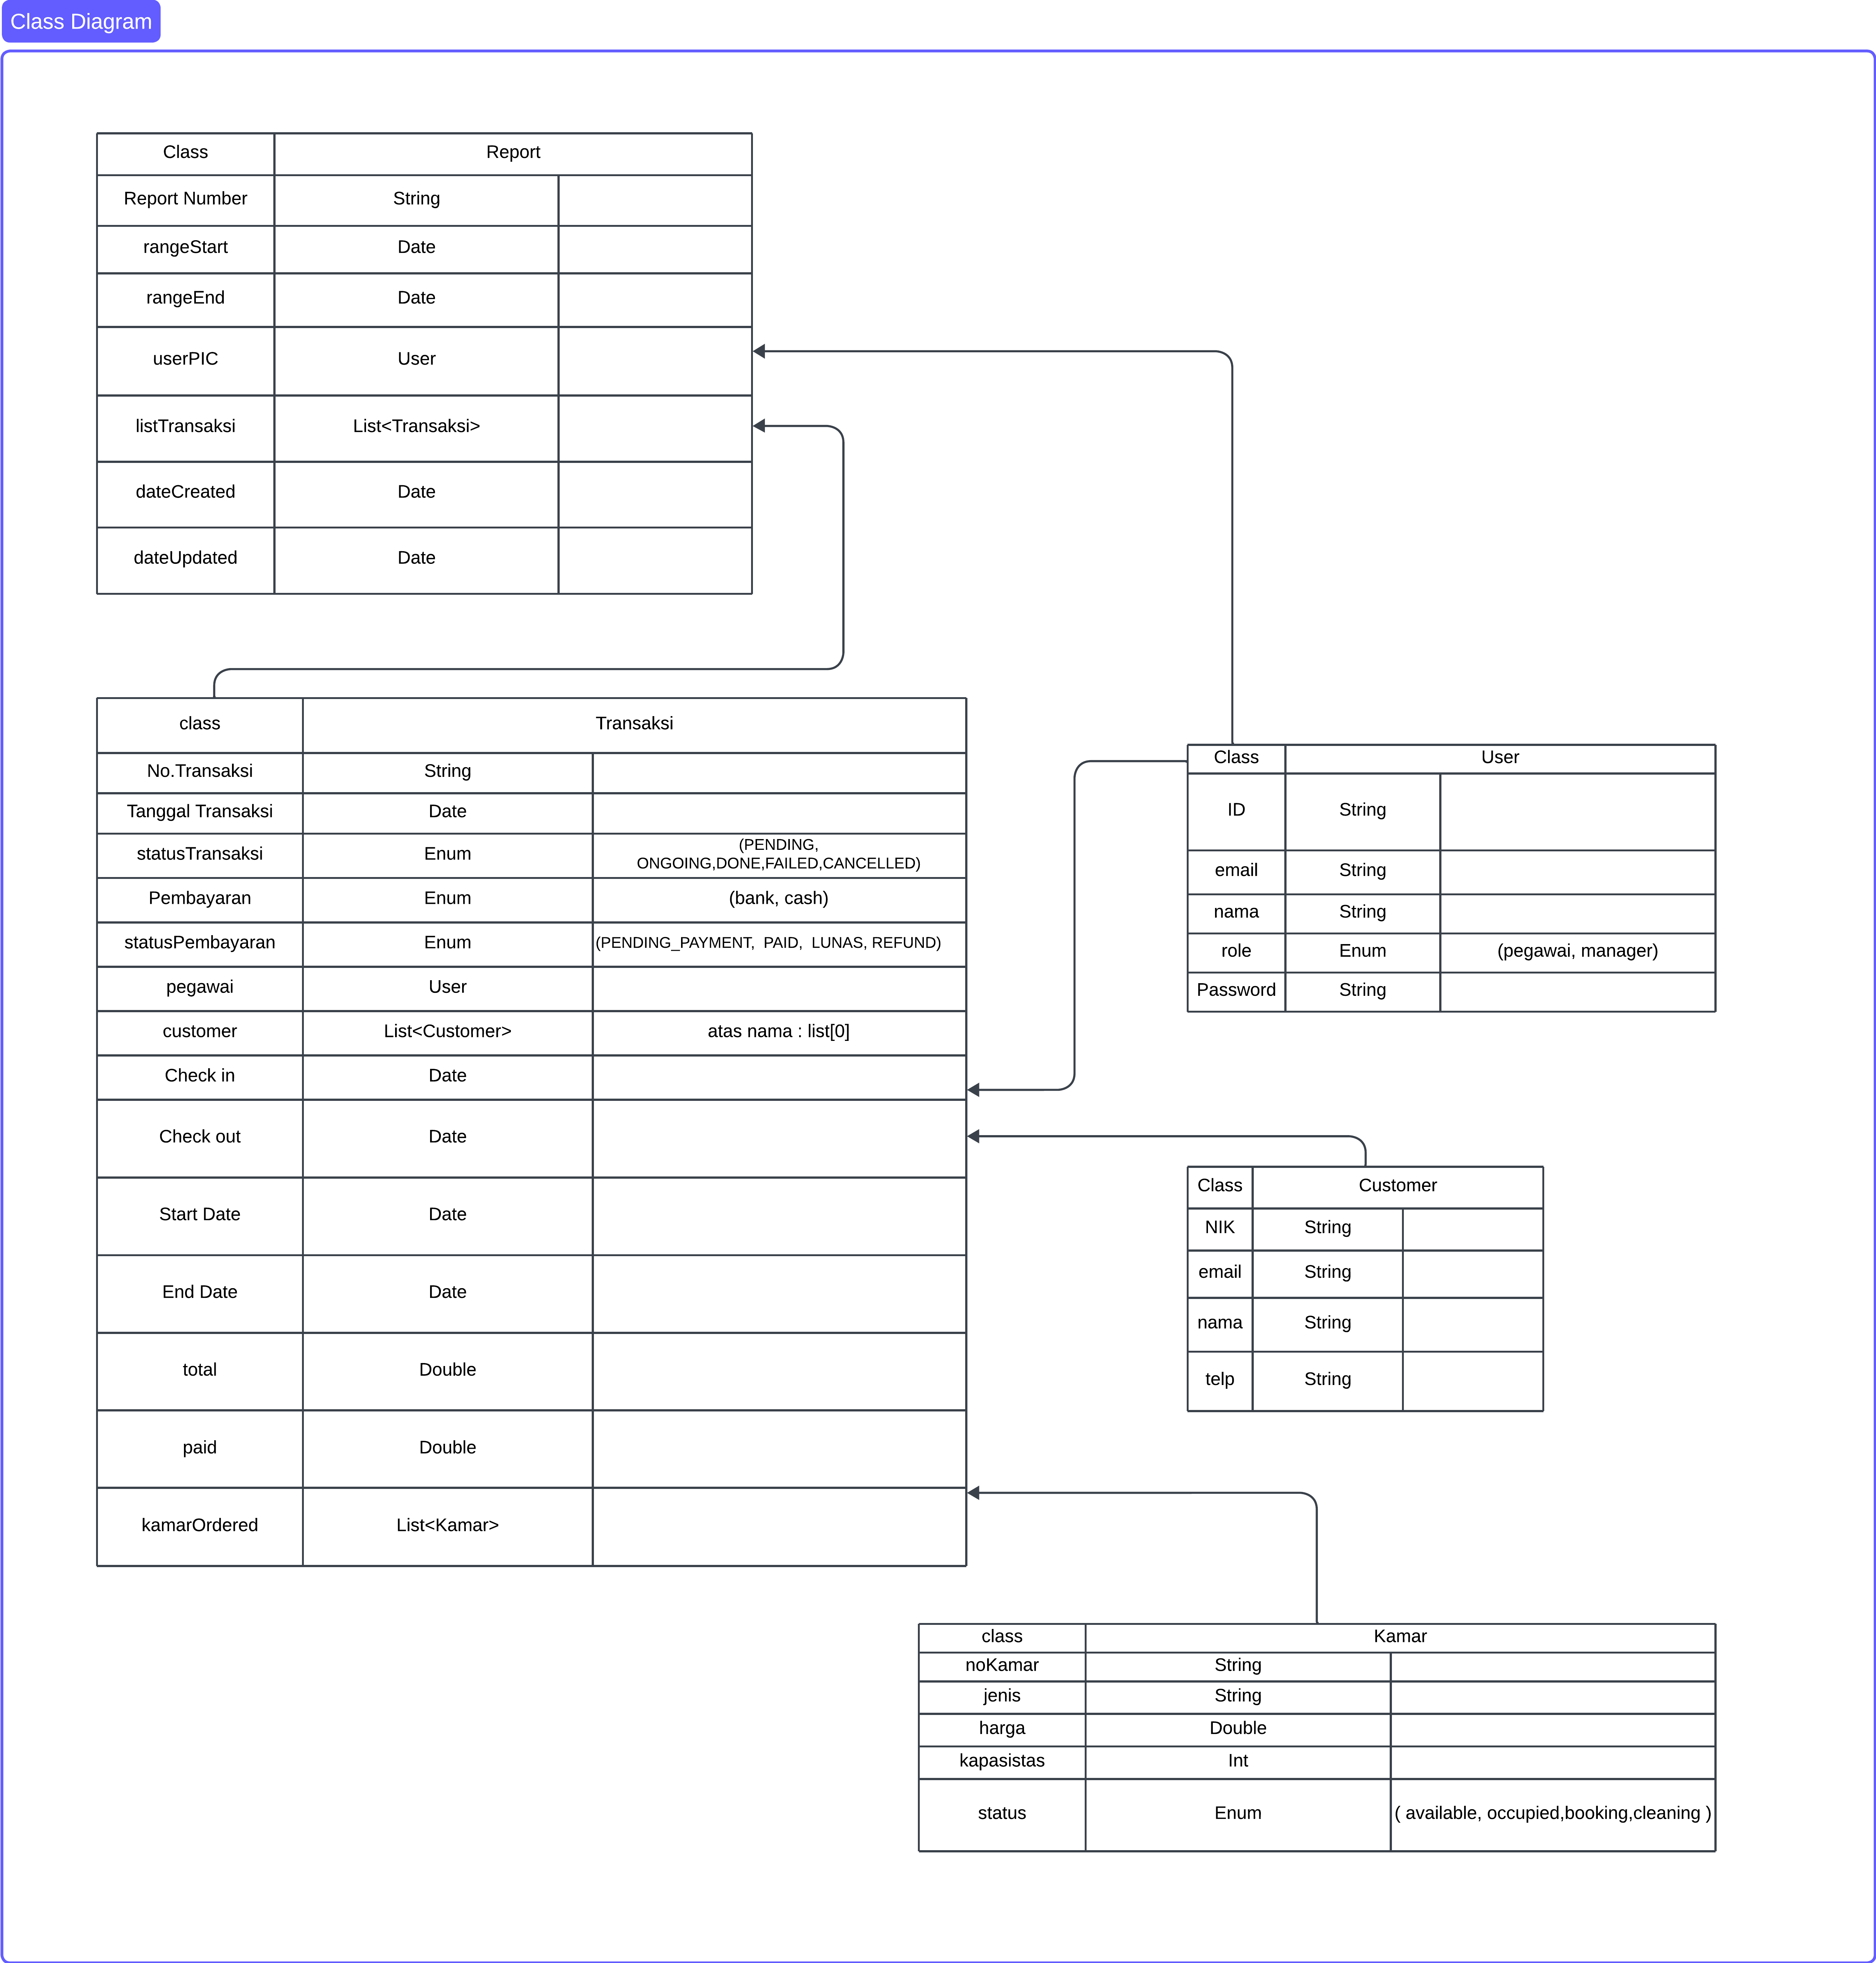 Class Diagram
Class Report
Report Number String
rangeStart Date
rangeEnd Date
userPIC User
listTransaksi List<Transaksi>
dateCreated Date
dateUpdated Date
class Transaksi
No.Transaksi String
Tanggal Transaksi Date
statusTransaksi Enum (PENDING,
ONGOING,DONE,FAILED,CANCELLED)
Pembayaran Enum (bank, cash)
statusPembayaran Enum (PENDING_PAYMENT, PAID, LUNAS, REFUND)
pegawai User
customer List<Customer> atas nama : list[0]
Check in Date
Check out Date
Start Date Date
End Date Date
total Double
paid Double
kamarOrdered List<Kamar>
Class User
ID String
email String
nama String
role Enum (pegawai, manager)
Password String
Class Customer
NIK String
email String
nama String
telp String
class Kamar
noKamar String
jenis String
harga Double
kapasistas Int
status Enum ( available, occupied,booking,cleaning )